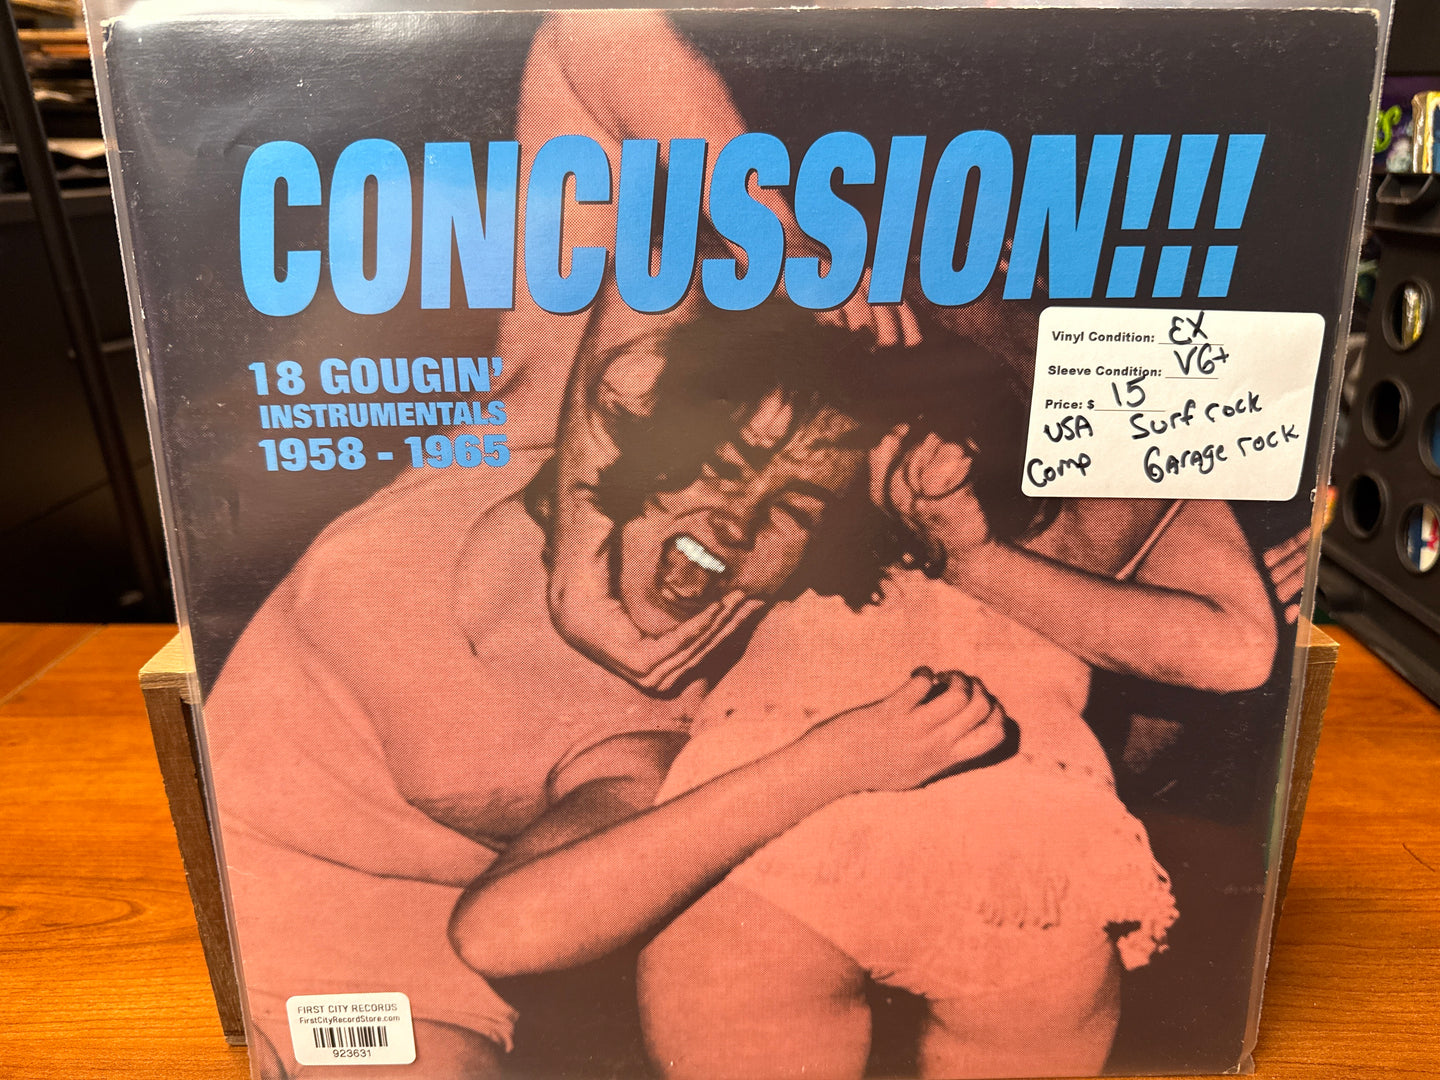 CONCUSSION!!!
18 GOUGIN'
INSTRUMENTALS
1958 - 1965
Vinyl Condition: EX
Sleeve Condition: VG+
Price: $ 15
USA Surf rock
Comp Garage rock
FIRST CITY RECORDS
FirstCityRecordStore.com
923631